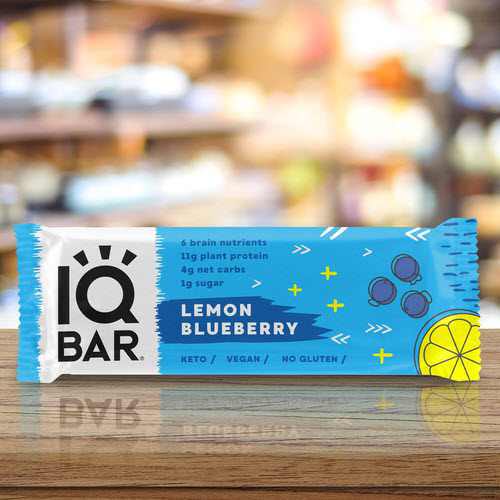 IQ
BAR®
6 brain nutrients
11g plant protein
4g net carbs
1g sugar
LEMON
BLUEBERRY
KETO / VEGAN / NO GLUTEN /